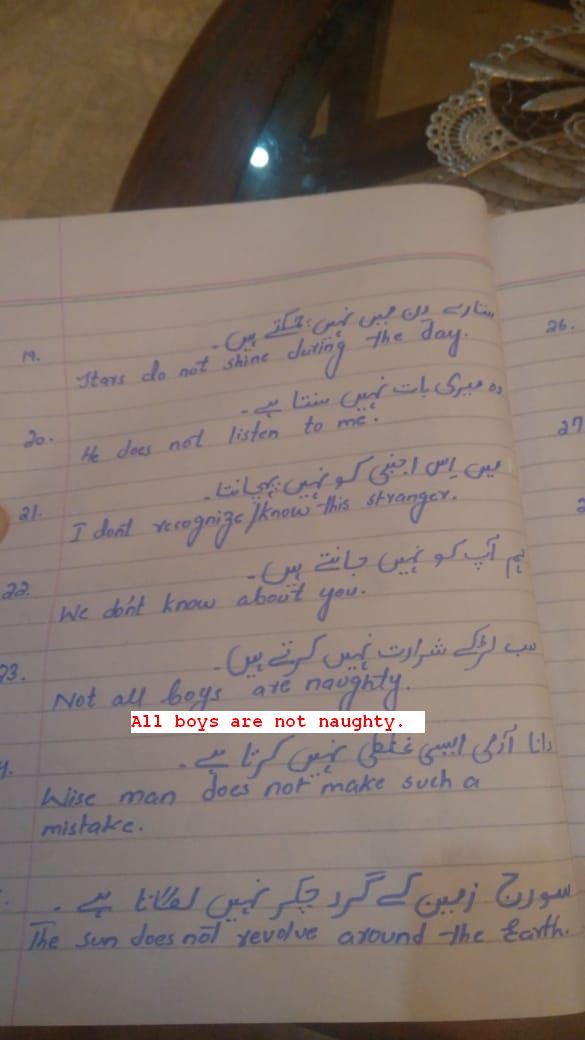 ستارے دن میں نہیں چمکتے ہیں۔
19. Stars do not shine during the day.
وہ میری بات نہیں سنتا ہے۔
20. He does not listen to me.
میں اِس اجنبی کو نہیں پہچانتا۔
21. I dont recognize/know this stranger.
ہم آپ کو نہیں جانتے ہیں۔
22. We don't know about you.
سب لڑکے شرارت نہیں کرتے ہیں۔
23. Not all boys are naughty.
All boys are not naughty.
دانا آدمی ایسی غلطی نہیں کرتا ہے۔
Wise man does not make such a
mistake.
سورج زمین کے گرد چکر نہیں لگاتا ہے۔
The sun does not revolve around the Earth.
26.
27